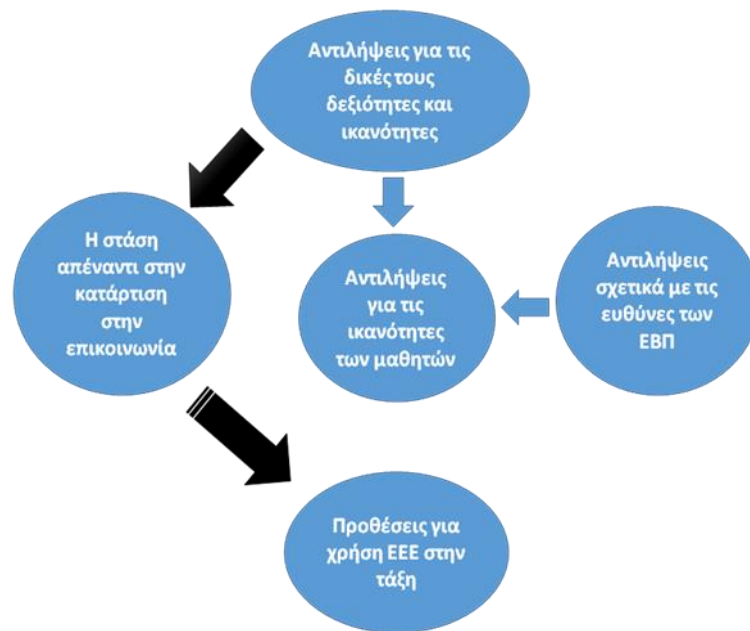 Αντιλήψεις για τις
δικές τους
δεξιότητες και
ικανότητες
Η στάση
απέναντι στην
κατάρτιση
στην
επικοινωνία
Αντιλήψεις
για τις
ικανότητες
των μαθητών
Αντιλήψεις
σχετικά με τις
ευθύνες των
ΕΒΠ
Προθέσεις για
χρήση ΕΕΕ στην
τάξη